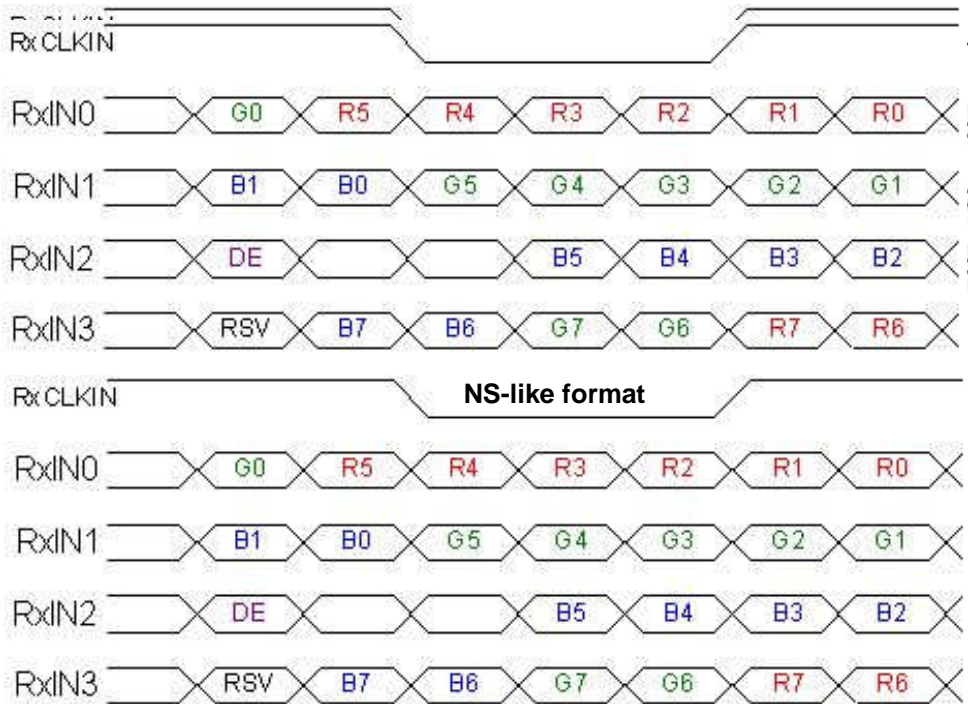 Rx CLKIN
RxIN0 G0 R5 R4 R3 R2 R1 R0
RxIN1 B1 B0 G5 G4 G3 G2 G1
RxIN2 DE B5 B4 B3 B2
RxIN3 RSV B7 B6 G7 G6 R7 R6
Rx CLKIN NS-like format
RxIN0 G0 R5 R4 R3 R2 R1 R0
RxIN1 B1 B0 G5 G4 G3 G2 G1
RxIN2 DE B5 B4 B3 B2
RxIN3 RSV B7 B6 G7 G6 R7 R6